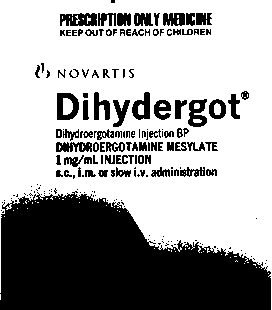 PRESCRIPTION ONLY MEDICINE
KEEP OUT OF REACH OF CHILDREN
NOVARTIS
Dihydergot®
Dihydroergotamine Injection BP
DIHYDROERGOTAMINE MESYLATE
1 mg/mL INJECTION
s.c., i.m. or slow i.v. administration